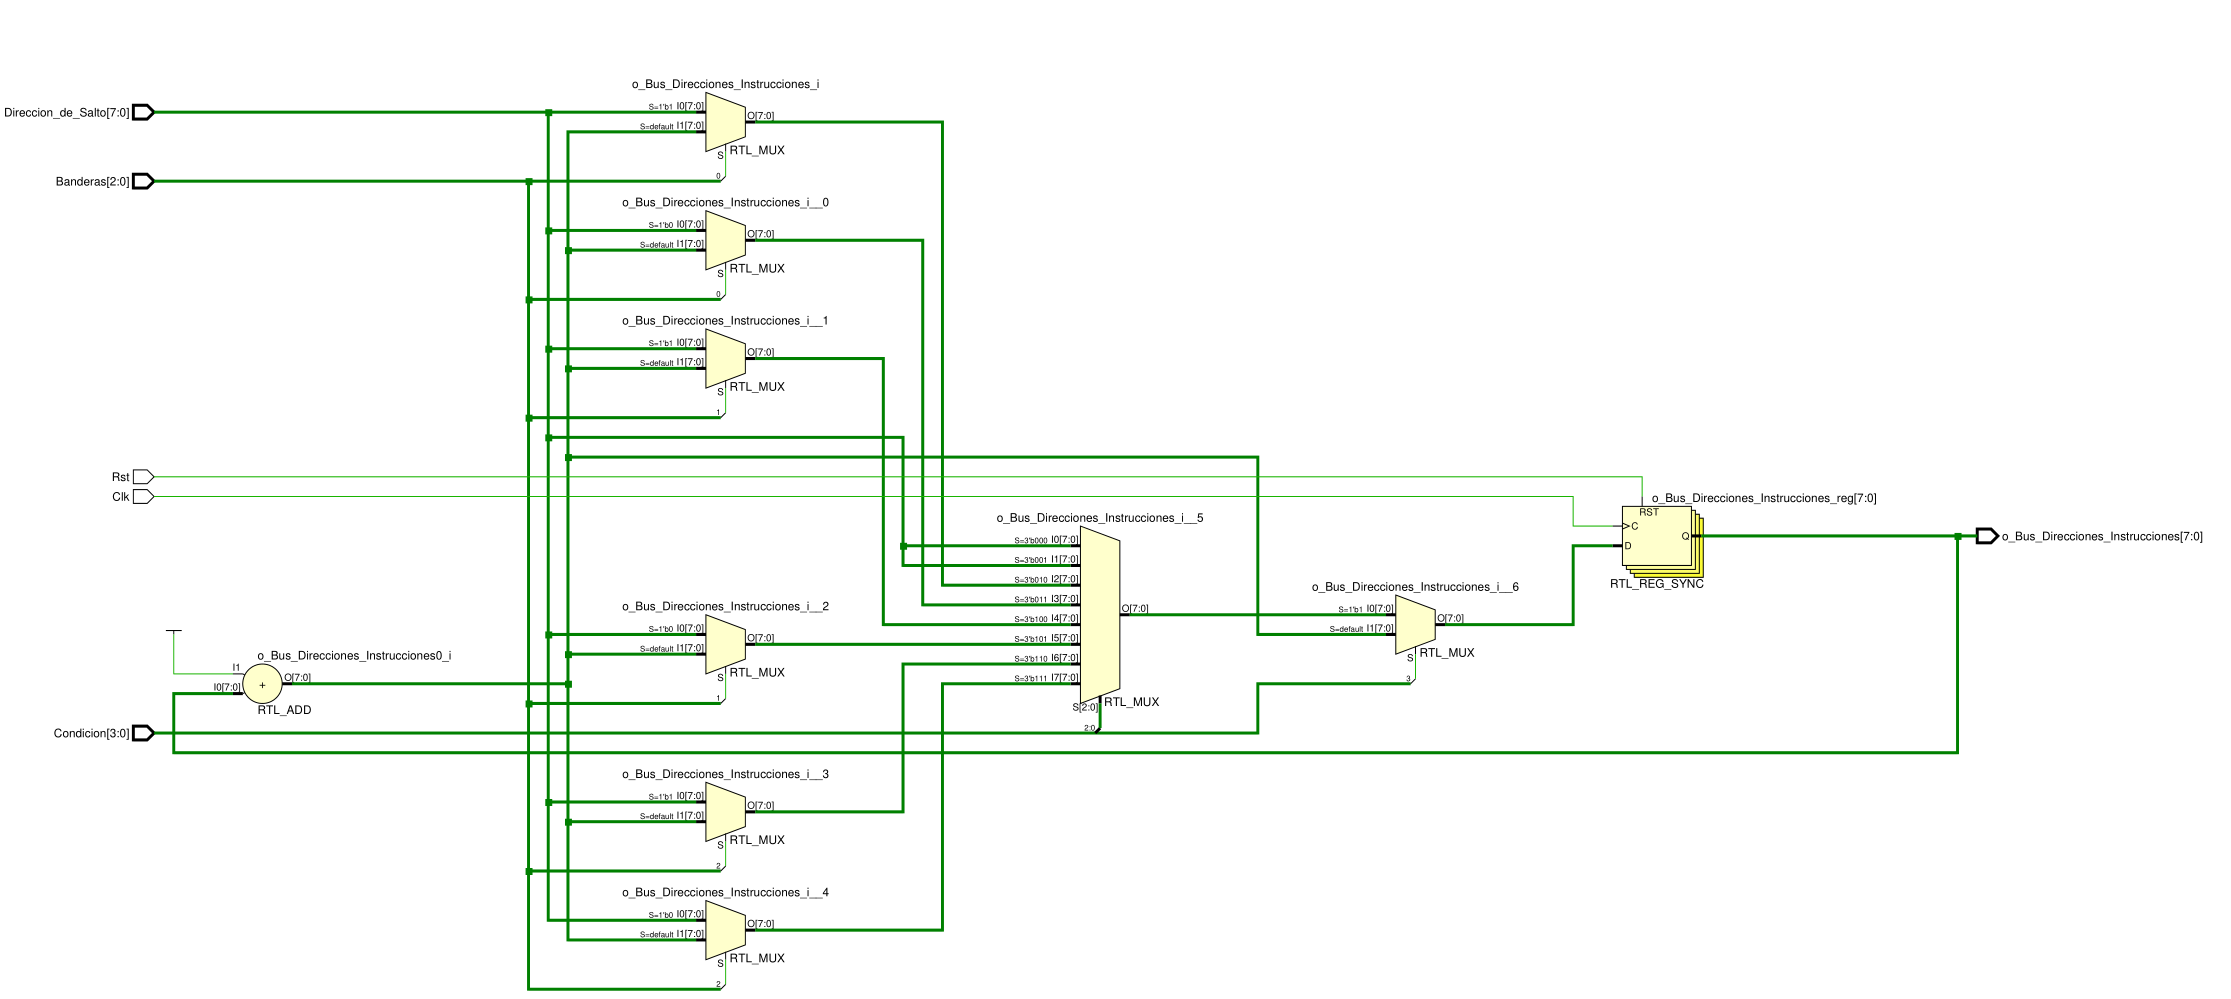 o_Bus_Direcciones_Instrucciones_i
Direccion_de_Salto[7:0]
S=1'b1 I0[7:0]
S=default I1[7:0]
O[7:0]
S
RTL_MUX
0
Banderas[2:0]
o_Bus_Direcciones_Instrucciones_i__0
S=1'b0 I0[7:0]
S=default I1[7:0]
O[7:0]
S
RTL_MUX
0
o_Bus_Direcciones_Instrucciones_i__1
S=1'b1 I0[7:0]
S=default I1[7:0]
O[7:0]
S
RTL_MUX
1
Rst
Clk
o_Bus_Direcciones_Instrucciones_reg[7:0]
RST
C
D
Q
RTL_REG_SYNC
o_Bus_Direcciones_Instrucciones[7:0]
o_Bus_Direcciones_Instrucciones_i__5
S=3'b000 I0[7:0]
S=3'b001 I1[7:0]
S=3'b010 I2[7:0]
S=3'b011 I3[7:0]
S=3'b100 I4[7:0]
S=3'b101 I5[7:0]
S=3'b110 I6[7:0]
S=3'b111 I7[7:0]
O[7:0]
S[2:0]
RTL_MUX
2:0
o_Bus_Direcciones_Instrucciones_i__6
S=1'b1 I0[7:0]
S=default I1[7:0]
O[7:0]
S
RTL_MUX
3
o_Bus_Direcciones_Instrucciones_i__2
S=1'b0 I0[7:0]
S=default I1[7:0]
O[7:0]
S
RTL_MUX
1
o_Bus_Direcciones_Instrucciones0_i
I1
I0[7:0]
+
O[7:0]
RTL_ADD
Condicion[3:0]
o_Bus_Direcciones_Instrucciones_i__3
S=1'b1 I0[7:0]
S=default I1[7:0]
O[7:0]
S
RTL_MUX
2
o_Bus_Direcciones_Instrucciones_i__4
S=1'b0 I0[7:0]
S=default I1[7:0]
O[7:0]
S
RTL_MUX
2